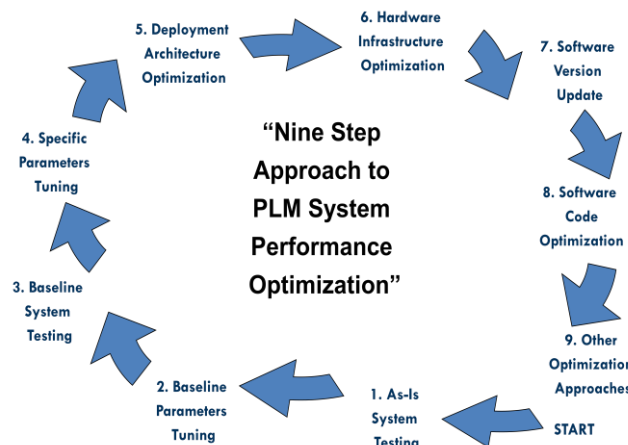 5. Deployment
Architecture
Optimization
6. Hardware
Infrastructure
Optimization
7. Software
Version
Update
4. Specific
Parameters
Tuning
“Nine Step
Approach to
PLM System
Performance
Optimization”
8. Software
Code
Optimization
3. Baseline
System
Testing
9. Other
Optimization
Approaches
2. Baseline
Parameters
Tuning
1. As-Is
System
Testing
START